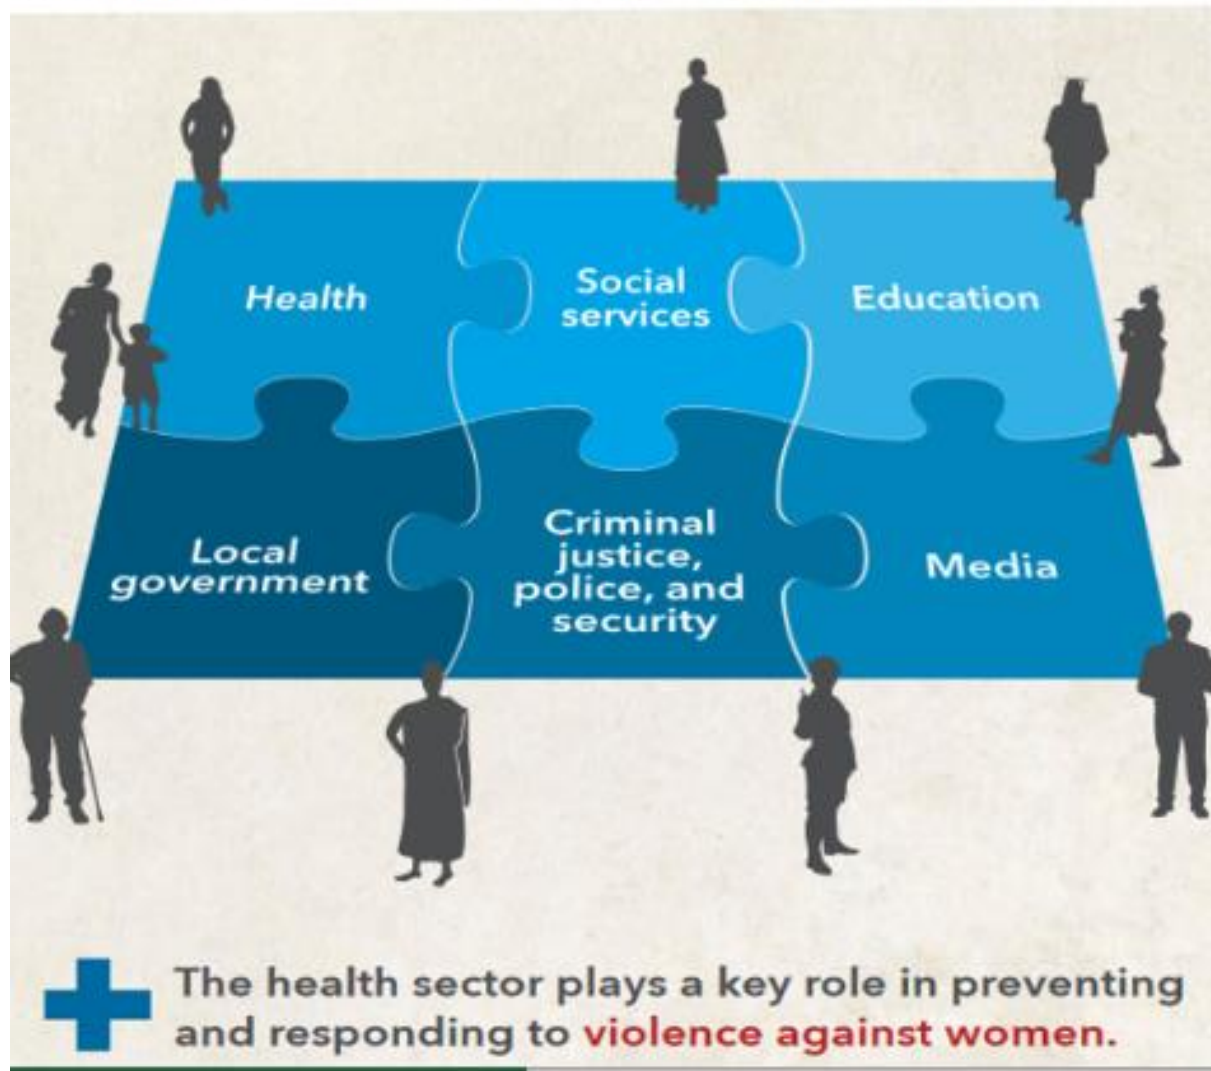 Health
Social
services
Education
Local
government
Criminal
justice,
police, and
security
Media
The health sector plays a key role in preventing
and responding to violence against women.